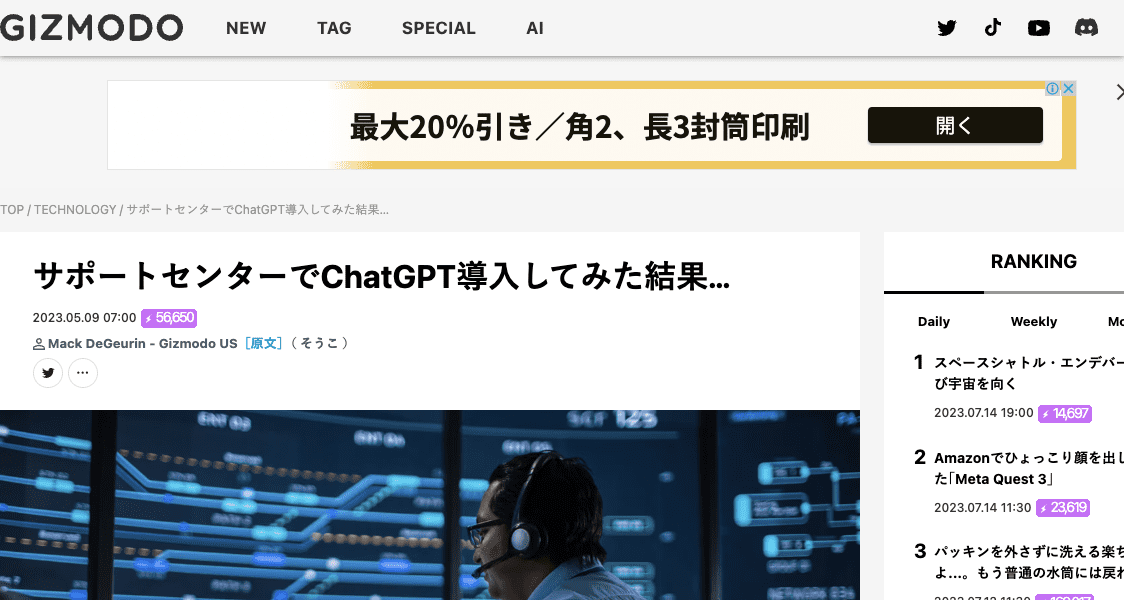 GIZMODO
NEW TAG SPECIAL AI
最大20%引き／角2、長3封筒印刷
開く
TOP / TECHNOLOGY / サポートセンターでChatGPT導入してみた結果...
サポートセンターでChatGPT導入してみた結果...
2023.05.09 07:00 56,650
Mack DeGeurin - Gizmodo US [原文] ( そうこ )
RANKING
Daily Weekly
1 スペースシャトル・エンデバー
び宇宙を向く
2023.07.14 19:00 14,697
2 Amazonでひょっこり顔を出し
た「Meta Quest 3」
2023.07.14 11:30 23,619
3 パッキンを外さずに洗える楽ち
よ...。もう普通の水筒には戻れ